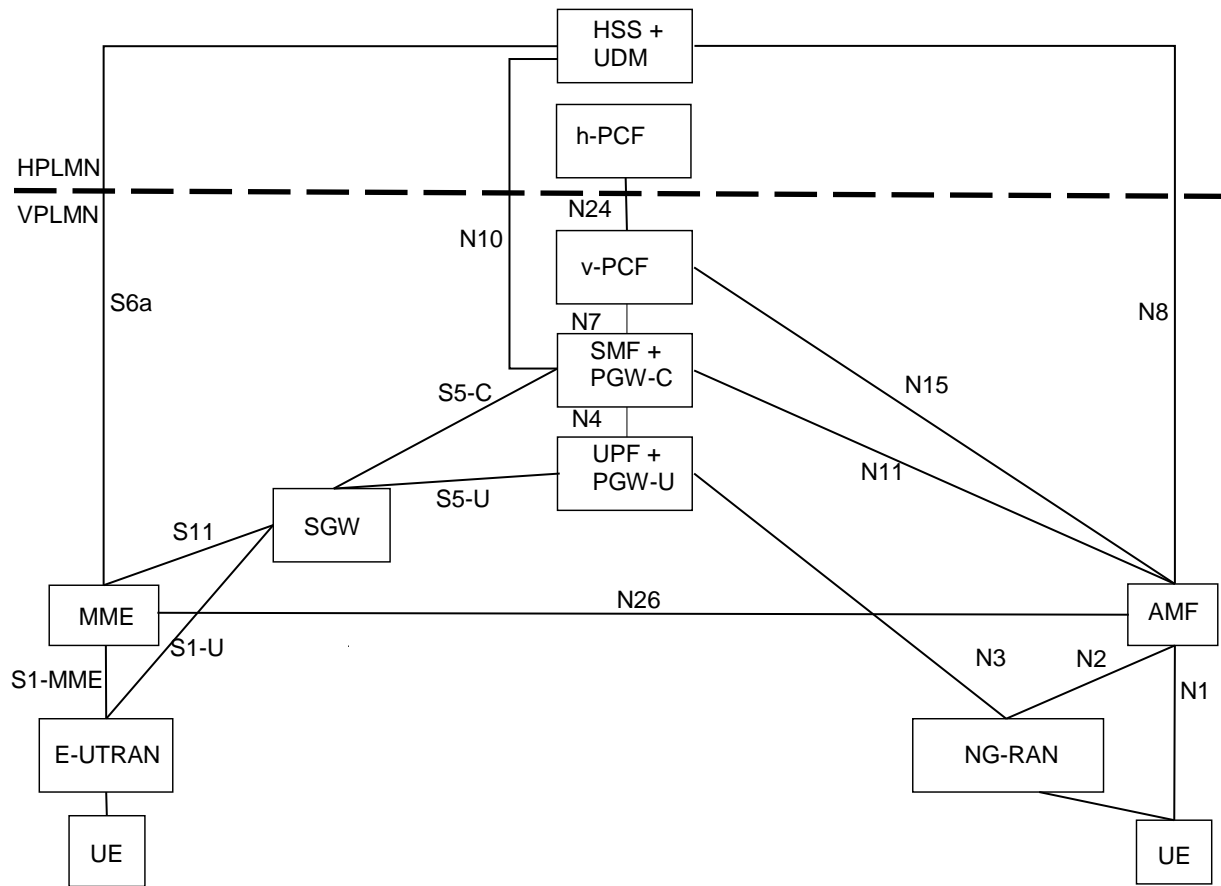 HSS +
UDM
h-PCF
HPLMN
VPLMN
N24
N10
v-PCF
S6a
N8
N7
SMF +
PGW-C
N15
S5-C
N4
UPF +
PGW-U
N11
S5-U
SGW
S11
N26
MME
AMF
S1-U
N3
N2
S1-MME
N1
E-UTRAN
NG-RAN
UE
UE